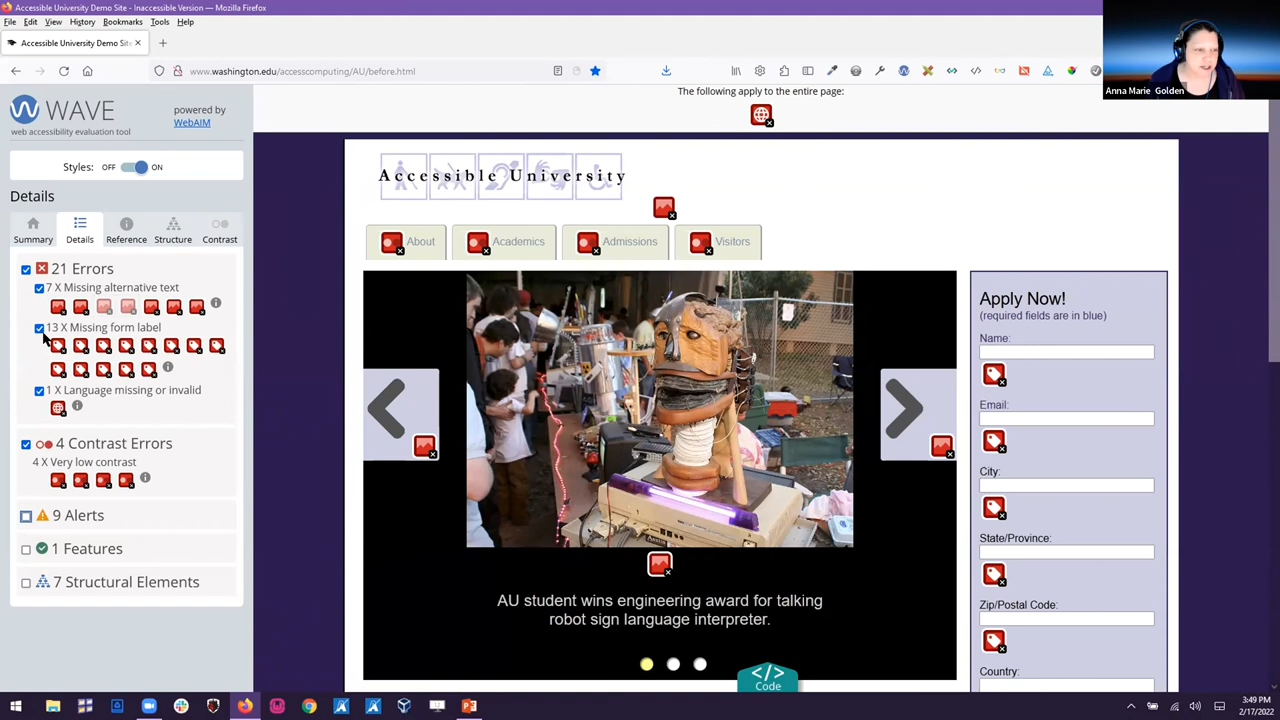 Accessible University Demo Site - Inaccessible Version — Mozilla Firefox
File Edit View History Bookmarks Tools Help
Accessible University Demo Sit
www.washington.edu/accesscomputing/AU/before.html
Anna Marie Golden
WAVE
web accessibility evaluation tool
powered by
WebAIM
Styles: OFF ON
Details
Summary Details Reference Structure Contrast
21 Errors
7 X Missing alternative text
13 X Missing form label
1 X Language missing or invalid
4 Contrast Errors
4 X Very low contrast
9 Alerts
1 Features
7 Structural Elements
The following apply to the entire page:
Accessible University
About Academics Admissions Visitors
AU student wins engineering award for talking
robot sign language interpreter.
</> 
Code
Apply Now!
(required fields are in blue)
Name:
Email:
City:
State/Province:
Zip/Postal Code:
Country:
3:49 PM
2/17/2022